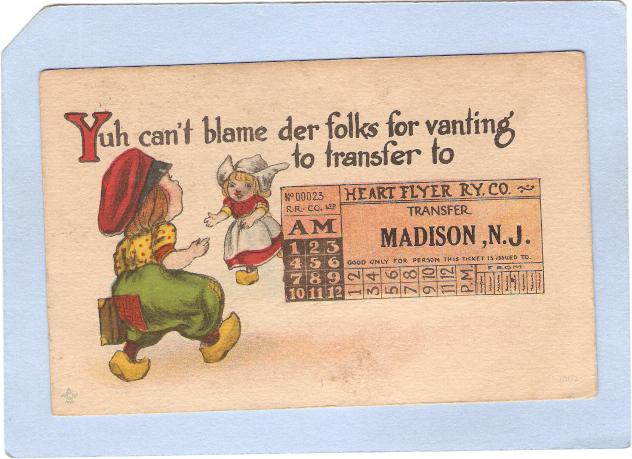 Yuh can't blame der folks for vanting
to transfer to
No 00023
R.R. CO.
AM
1 2 3
4 5 6
7 8 9
10 11 12
HEART FLYER RY. CO.
TRANSFER
MADISON, N.J.
GOOD ONLY FOR PERSON THIS TICKET IS ISSUED TO.
1 2 3 4 5 6 7 8 9 10 11 12 P.M.
FROM